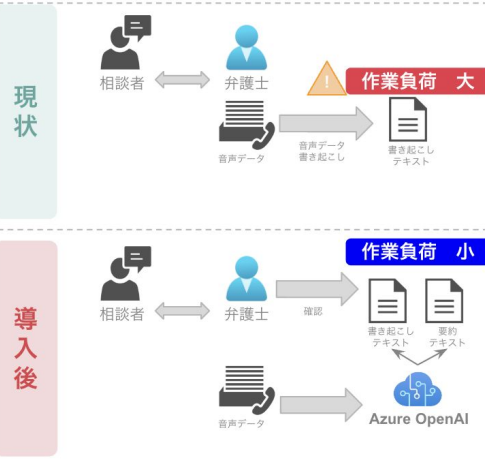 現状
相談者
弁護士
!
作業負荷 大
音声データ
音声データ
書き起こし
書き起こし
テキスト
導入後
作業負荷 小
相談者
弁護士
確認
書き起こし
テキスト
要約
テキスト
音声データ
Azure OpenAI